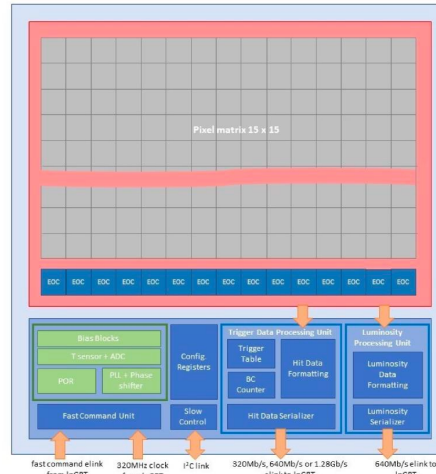 Pixel matrix 15 x 15
EOC EOC EOC EOC EOC EOC EOC EOC EOC EOC EOC EOC EOC EOC EOC
Bias Blocks
T sensor + ADC
POR
PLL + Phase
shifter
Fast Command Unit
Config.
Registers
Slow
Control
Trigger Data Processing Unit
Trigger
Table
BC
Counter
Hit Data
Formatting
Hit Data Serializer
Luminosity
Processing Unit
Luminosity
Data
Formatting
Luminosity
Serializer
fast command elink
320MHz clock
I²C link
320Mb/s, 640Mb/s or 1.28Gb/s
640Mb/s elink to